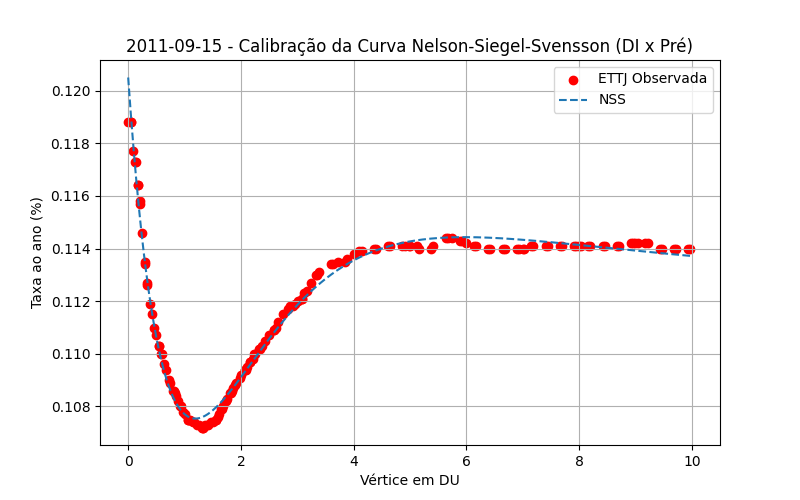 2011-09-15 - Calibração da Curva Nelson-Siegel-Svensson (DI x Pré)
ETTJ Observada
NSS
Taxa ao ano (%)
0.120
0.118
0.116
0.114
0.112
0.110
0.108
0 2 4 6 8 10
Vértice em DU